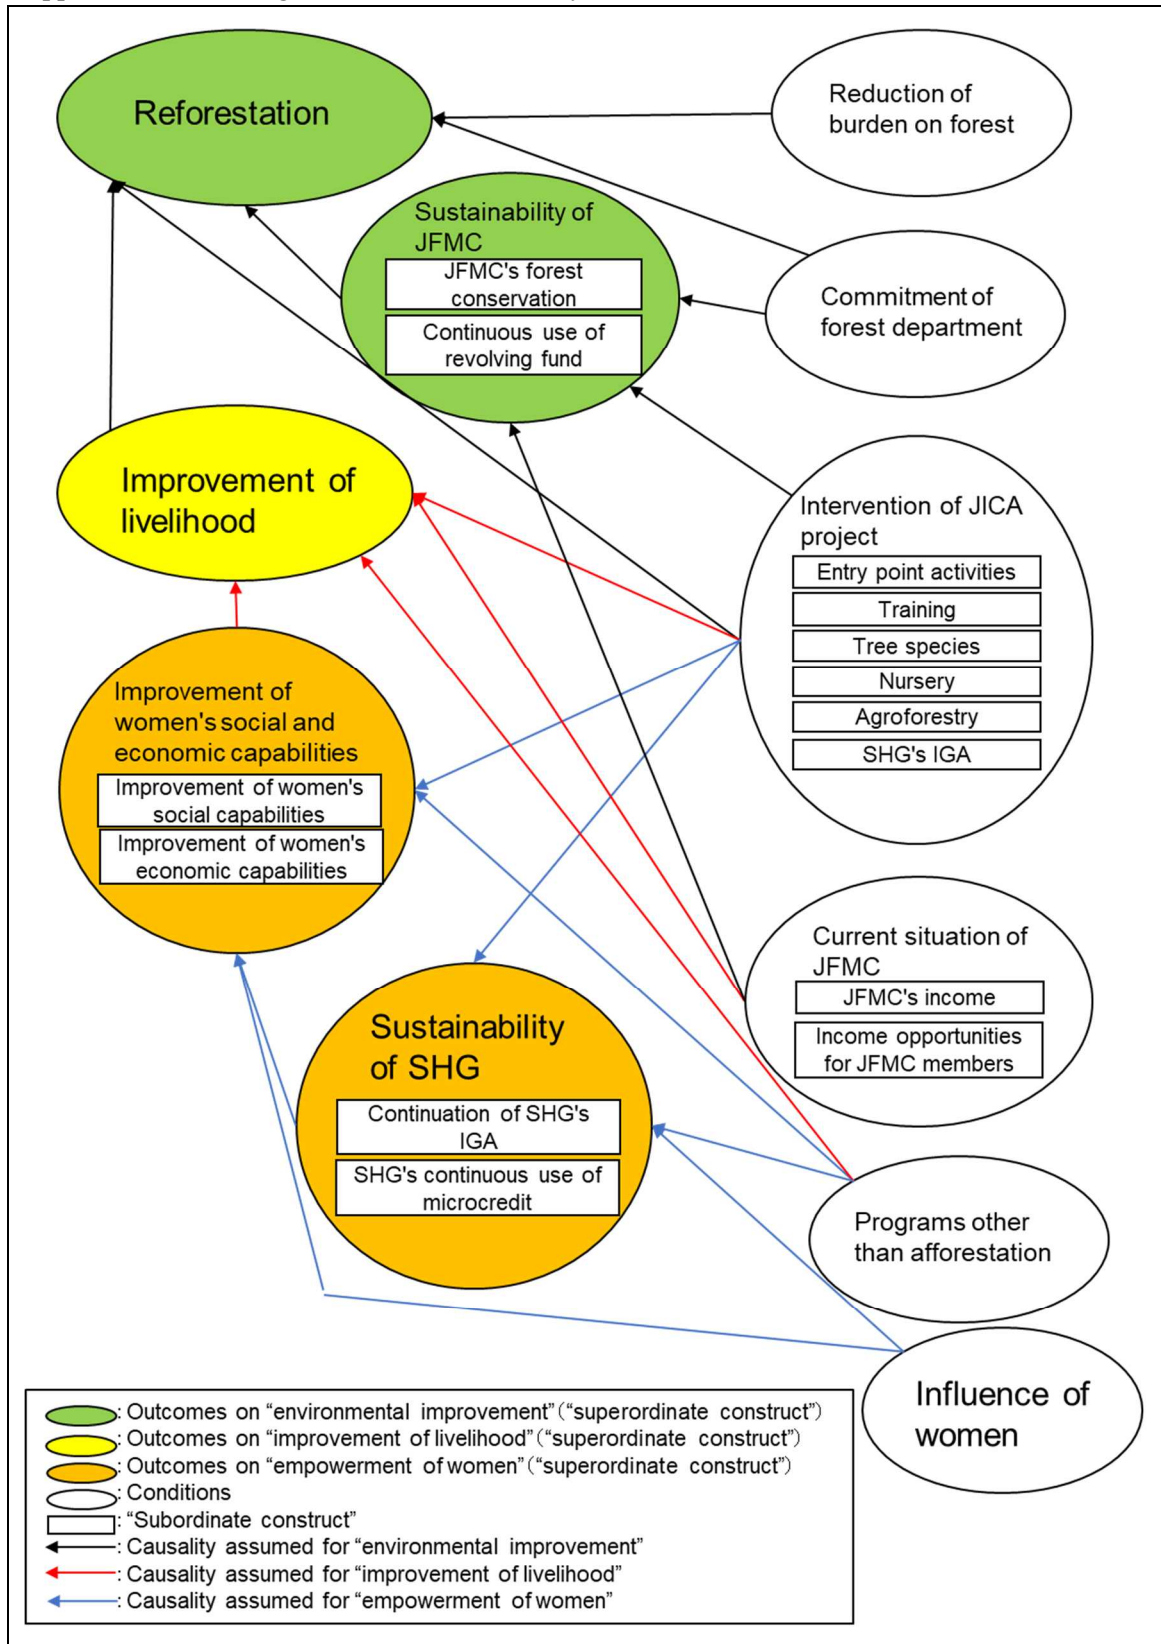 Reforestation
Reduction of
burden on forest
Sustainability of
JFMC
JFMC's forest
conservation
Continuous use of
revolving fund
Commitment of
forest department
Improvement of
livelihood
Intervention of JICA
project
Entry point activities
Training
Tree species
Nursery
Agroforestry
SHG's IGA
Improvement of
women's social and
economic capabilities
Improvement of women's
social capabilities
Improvement of women's
economic capabilities
Current situation of
JFMC
JFMC's income
Income opportunities
for JFMC members
Sustainability
of SHG
Continuation of SHG's
IGA
SHG's continuous use of
microcredit
Programs other
than afforestation
Influence of
women
: Outcomes on “environmental improvement”(“superordinate construct”)
: Outcomes on “improvement of livelihood”(“superordinate construct”)
: Outcomes on “empowerment of women”(“superordinate construct”)
: Conditions
: “Subordinate construct”
: Causality assumed for “environmental improvement”
: Causality assumed for “improvement of livelihood”
: Causality assumed for “empowerment of women”